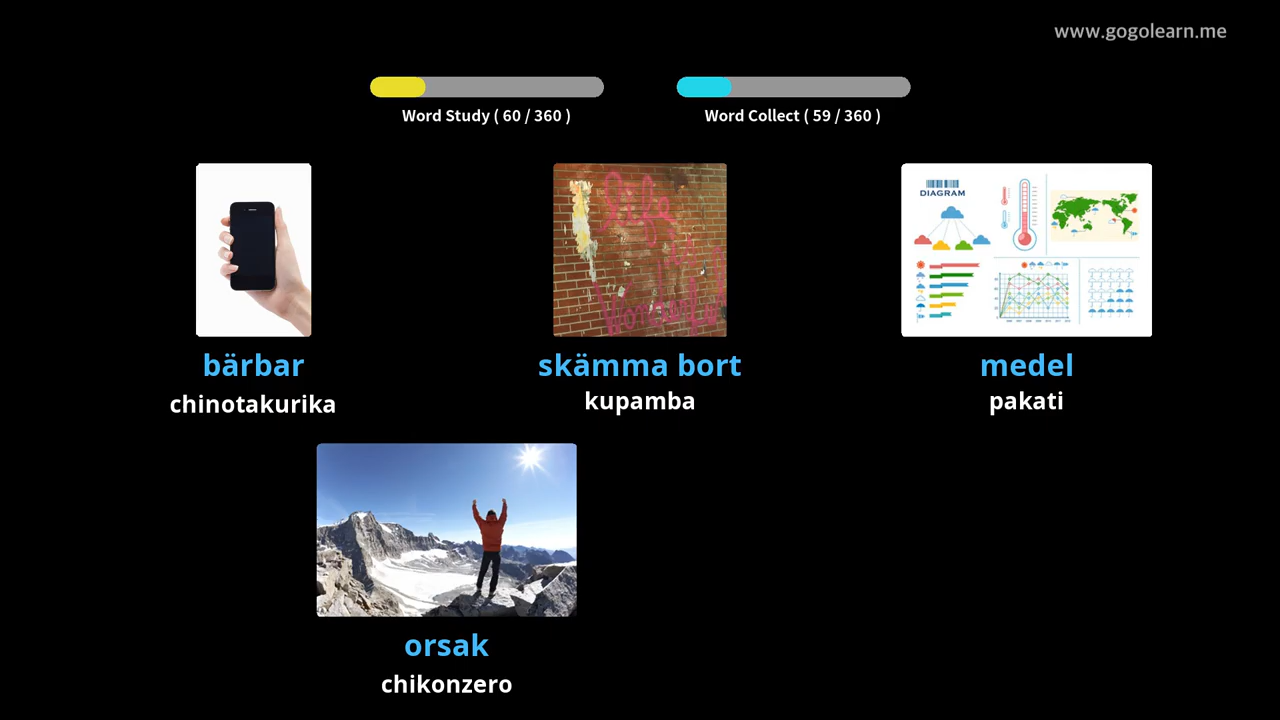 www.gogolearn.me
Word Study ( 60 / 360 )
Word Collect ( 59 / 360 )
DIAGRAM
bärbar
skämma bort
medel
chinotakurika
kupamba
pakati
orsak
chikonzero